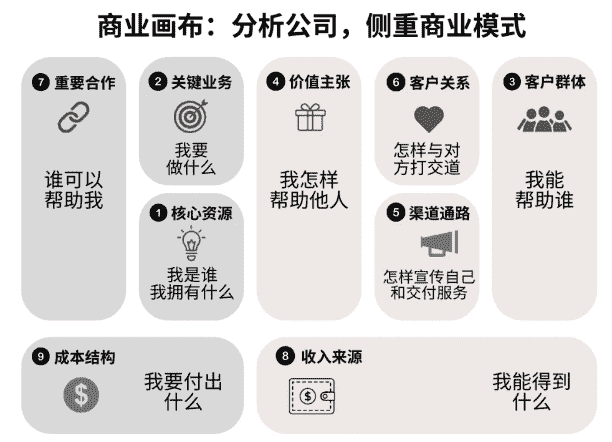 商业画布：分析公司，侧重商业模式
7 重要合作
谁可以
帮助我
2 关键业务
我要
做什么
1 核心资源
我是谁
我拥有什么
4 价值主张
我怎样
帮助他人
6 客户关系
怎样与对
方打交道
5 渠道通路
怎样宣传自己
和交付服务
3 客户群体
我能
帮助谁
9 成本结构
$
我要付出
什么
8 收入来源
$
我能得到
什么